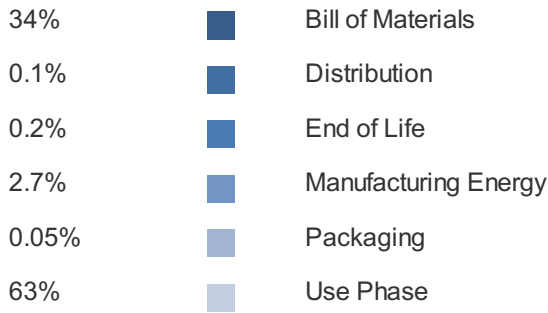 34% Bill of Materials
0.1% Distribution
0.2% End of Life
2.7% Manufacturing Energy
0.05% Packaging
63% Use Phase